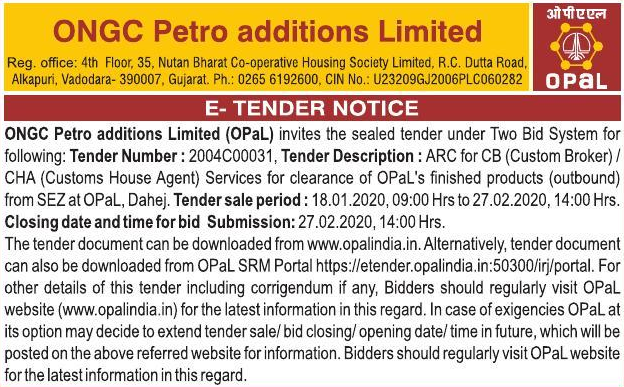 ONGC Petro additions Limited
Reg. office: 4th Floor, 35, Nutan Bharat Co-operative Housing Society Limited, R.C. Dutta Road,
Alkapuri, Vadodara- 390007, Gujarat. Ph.: 0265 6192600, CIN No.: U23209GJ2006PLC060282
ओपीएएल
OPaL
E- TENDER NOTICE
ONGC Petro additions Limited (OPaL) invites the sealed tender under Two Bid System for
following: Tender Number : 2004C00031, Tender Description : ARC for CB (Custom Broker) /
CHA (Customs House Agent) Services for clearance of OPaL's finished products (outbound)
from SEZ at OPaL, Dahej. Tender sale period : 18.01.2020, 09:00 Hrs to 27.02.2020, 14:00 Hrs.
Closing date and time for bid Submission: 27.02.2020, 14:00 Hrs.
The tender document can be downloaded from www.opalindia.in. Alternatively, tender document
can also be downloaded from OPaL SRM Portal https://etender.opalindia.in:50300/irj/portal. For
other details of this tender including corrigendum if any, Bidders should regularly visit OPaL
website (www.opalindia.in) for the latest information in this regard. In case of exigencies OPaL at
its option may decide to extend tender sale/ bid closing/ opening date/ time in future, which will be
posted on the above referred website for information. Bidders should regularly visit OPaL website
for the latest information in this regard.